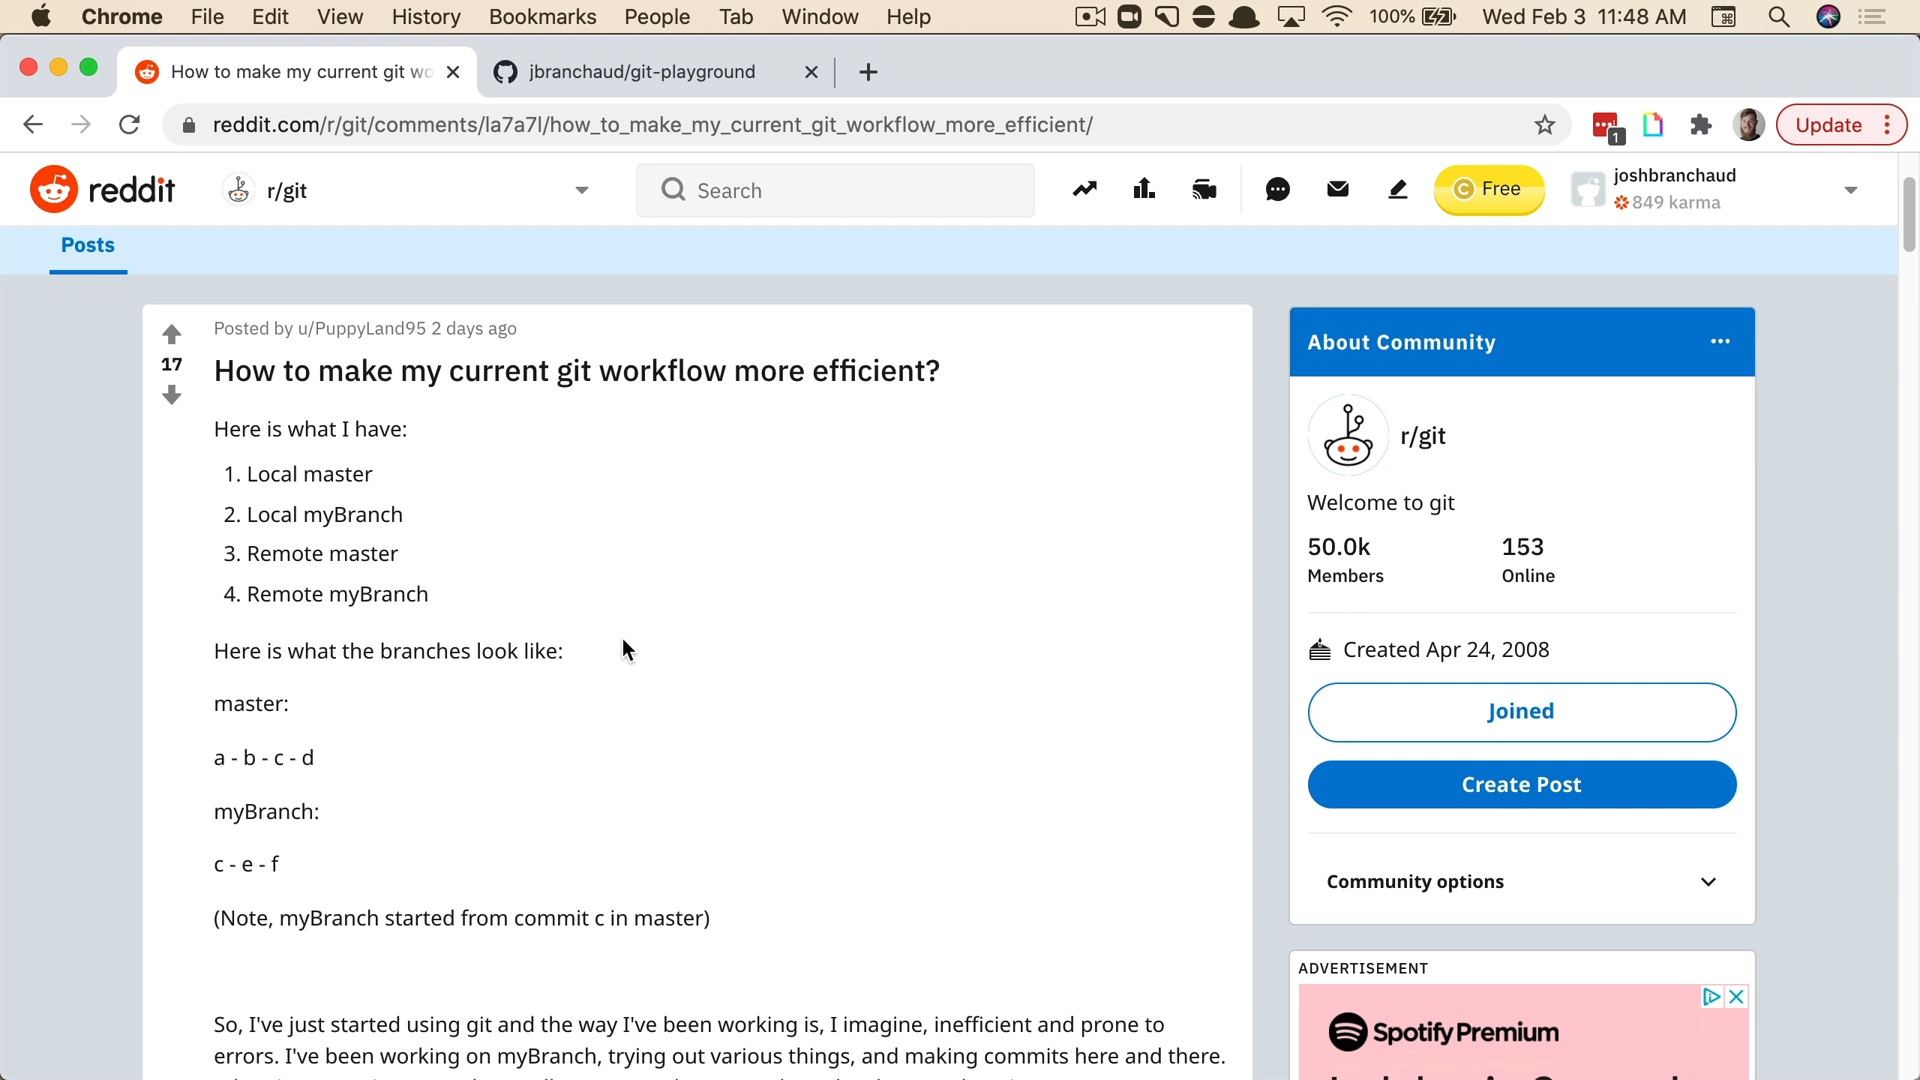 Chrome File Edit View History Bookmarks People Tab Window Help 100% Wed Feb 3 11:48 AM
How to make my current git wo jbranchaud/git-playground
reddit.com/r/git/comments/la7a7l/how_to_make_my_current_git_workflow_more_efficient/ 1 Update
reddit r/git Search Free joshbranchaud
849 karma
Posts
Posted by u/PuppyLand95 2 days ago
17
How to make my current git workflow more efficient?
Here is what I have:
1. Local master
2. Local myBranch
3. Remote master
4. Remote myBranch
Here is what the branches look like:
master:
a - b - c - d
myBranch:
c - e - f
(Note, myBranch started from commit c in master)
So, I've just started using git and the way I've been working is, I imagine, inefficient and prone to
errors. I've been working on myBranch, trying out various things, and making commits here and there.
About Community
r/git
Welcome to git
50.0k 153
Members Online
Created Apr 24, 2008
Joined
Create Post
Community options
ADVERTISEMENT
Spotify Premium